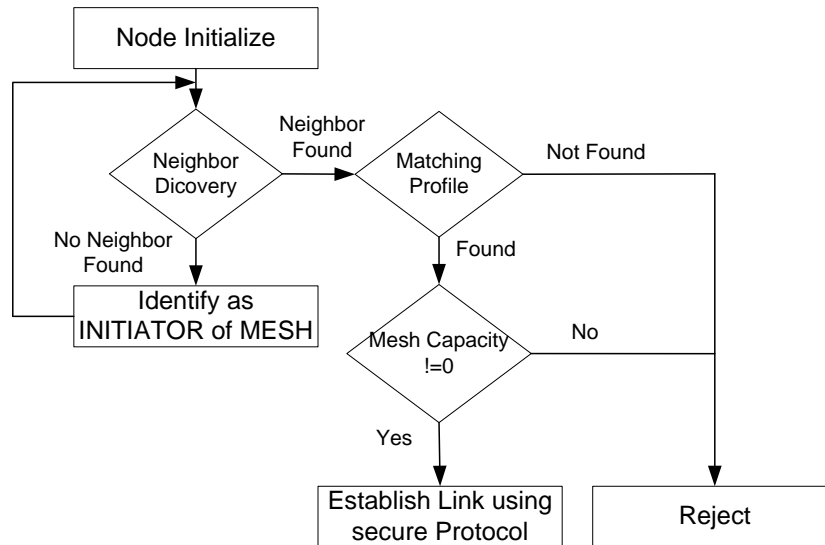 Node Initialize
Neighbor
Found
Neighbor
Dicovery
Matching
Profile
Not Found
No Neighbor
Found
Found
Identify as
INITIATOR of MESH
Mesh Capacity
!=0
No
Yes
Establish Link using
secure Protocol
Reject